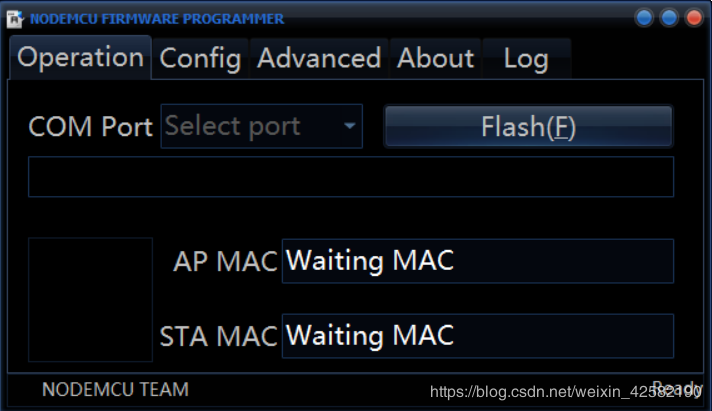 NODEMCU FIRMWARE PROGRAMMER
Operation Config Advanced About Log
COM Port Select port Flash(F)
AP MAC Waiting MAC
STA MAC Waiting MAC
NODEMCU TEAM Ready
https://blog.csdn.net/weixin_42582190